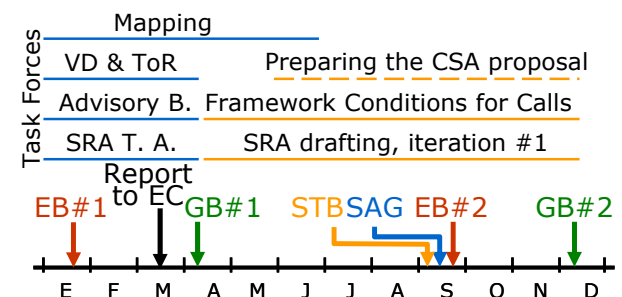 Task Forces
Mapping
VD & ToR
Preparing the CSA proposal
Advisory B.
Framework Conditions for Calls
SRA T. A.
SRA drafting, iteration #1
Report
to EC
EB#1
GB#1
STB
SAG
EB#2
GB#2
E F M A M J J A S O N D